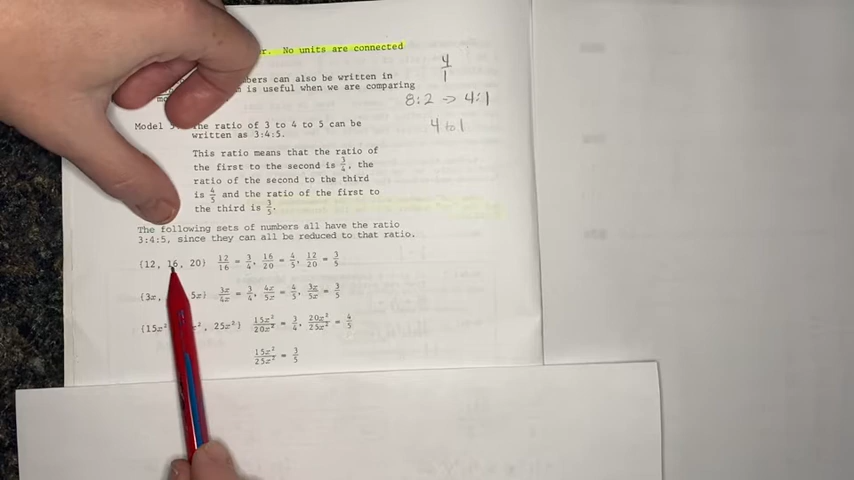 r. No units are connected
bers can also be written in
is useful when we are comparing
mo
4/1
8:2 → 4:1
4 to 1
Model 3: The ratio of 3 to 4 to 5 can be
written as 3:4:5.
This ratio means that the ratio of
the first to the second is 3/4, the
ratio of the second to the third
is 4/5 and the ratio of the first to
the third is 3/5.
The following sets of numbers all have the ratio
3:4:5, since they can all be reduced to that ratio.
{12, 16, 20} 12/16 = 3/4, 16/20 = 4/5, 12/20 = 3/5
{3x, 5x} 3x/4x = 3/4, 4x/5x = 4/5, 3x/5x = 3/5
{15x² x², 25x²} 15x²/20x² = 3/4, 20x²/25x² = 4/5
15x²/25x² = 3/5